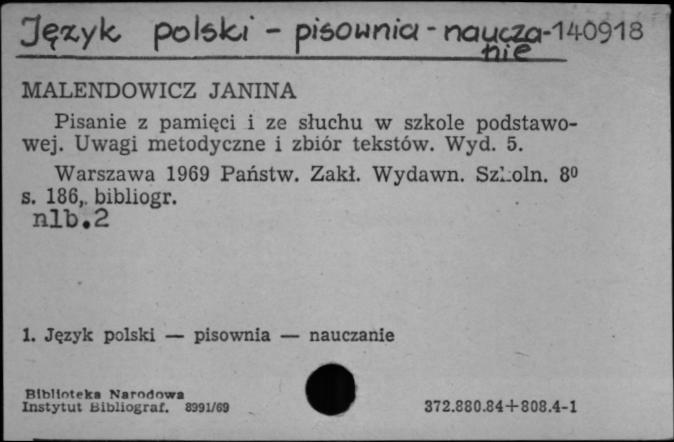 Język polski - pisownia - naucza- 140918
nie
MALENDOWICZ JANINA
Pisanie z pamięci i ze słuchu w szkole podstawo-
wej. Uwagi metodyczne i zbiór tekstów. Wyd. 5.
Warszawa 1969 Państw. Zakł. Wydawn. Szkoln. 8⁰
s. 186, bibliogr.
nlb.2
1. Język polski — pisownia — nauczanie
Biblioteka Narodowa
Instytut Bibliograf. 8991/69 372.880.84+808.4-1